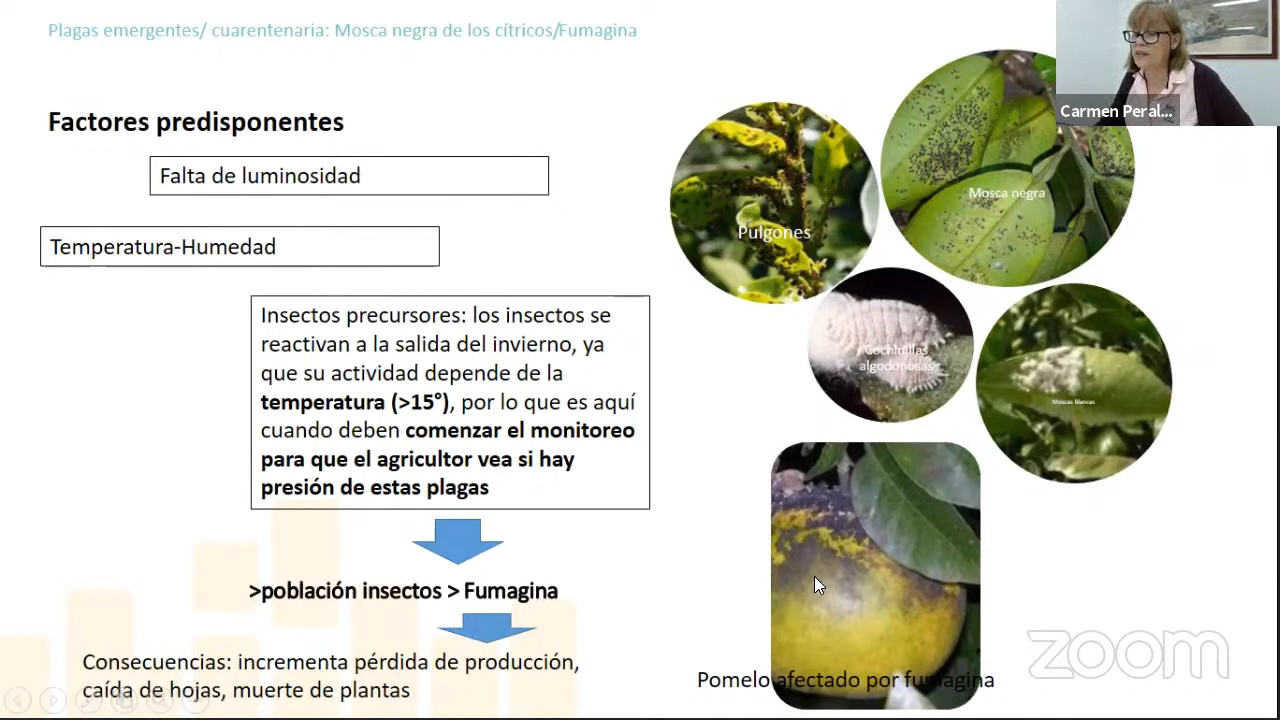 Plagas emergentes/ cuarentenaria: Mosca negra de los cítricos/Fumagina
Carmen Peral...
Factores predisponentes
Falta de luminosidad
Temperatura-Humedad
Insectos precursores: los insectos se
reactivan a la salida del invierno, ya
que su actividad depende de la
temperatura (>15°), por lo que es aquí
cuando deben comenzar el monitoreo
para que el agricultor vea si hay
presión de estas plagas
>población insectos > Fumagina
Consecuencias: incrementa pérdida de producción,
caída de hojas, muerte de plantas
Mosca negra
Pulgones
Cochinillas
algodonosas
Moscas Blancas
Pomelo afectado por fumagina
zoom